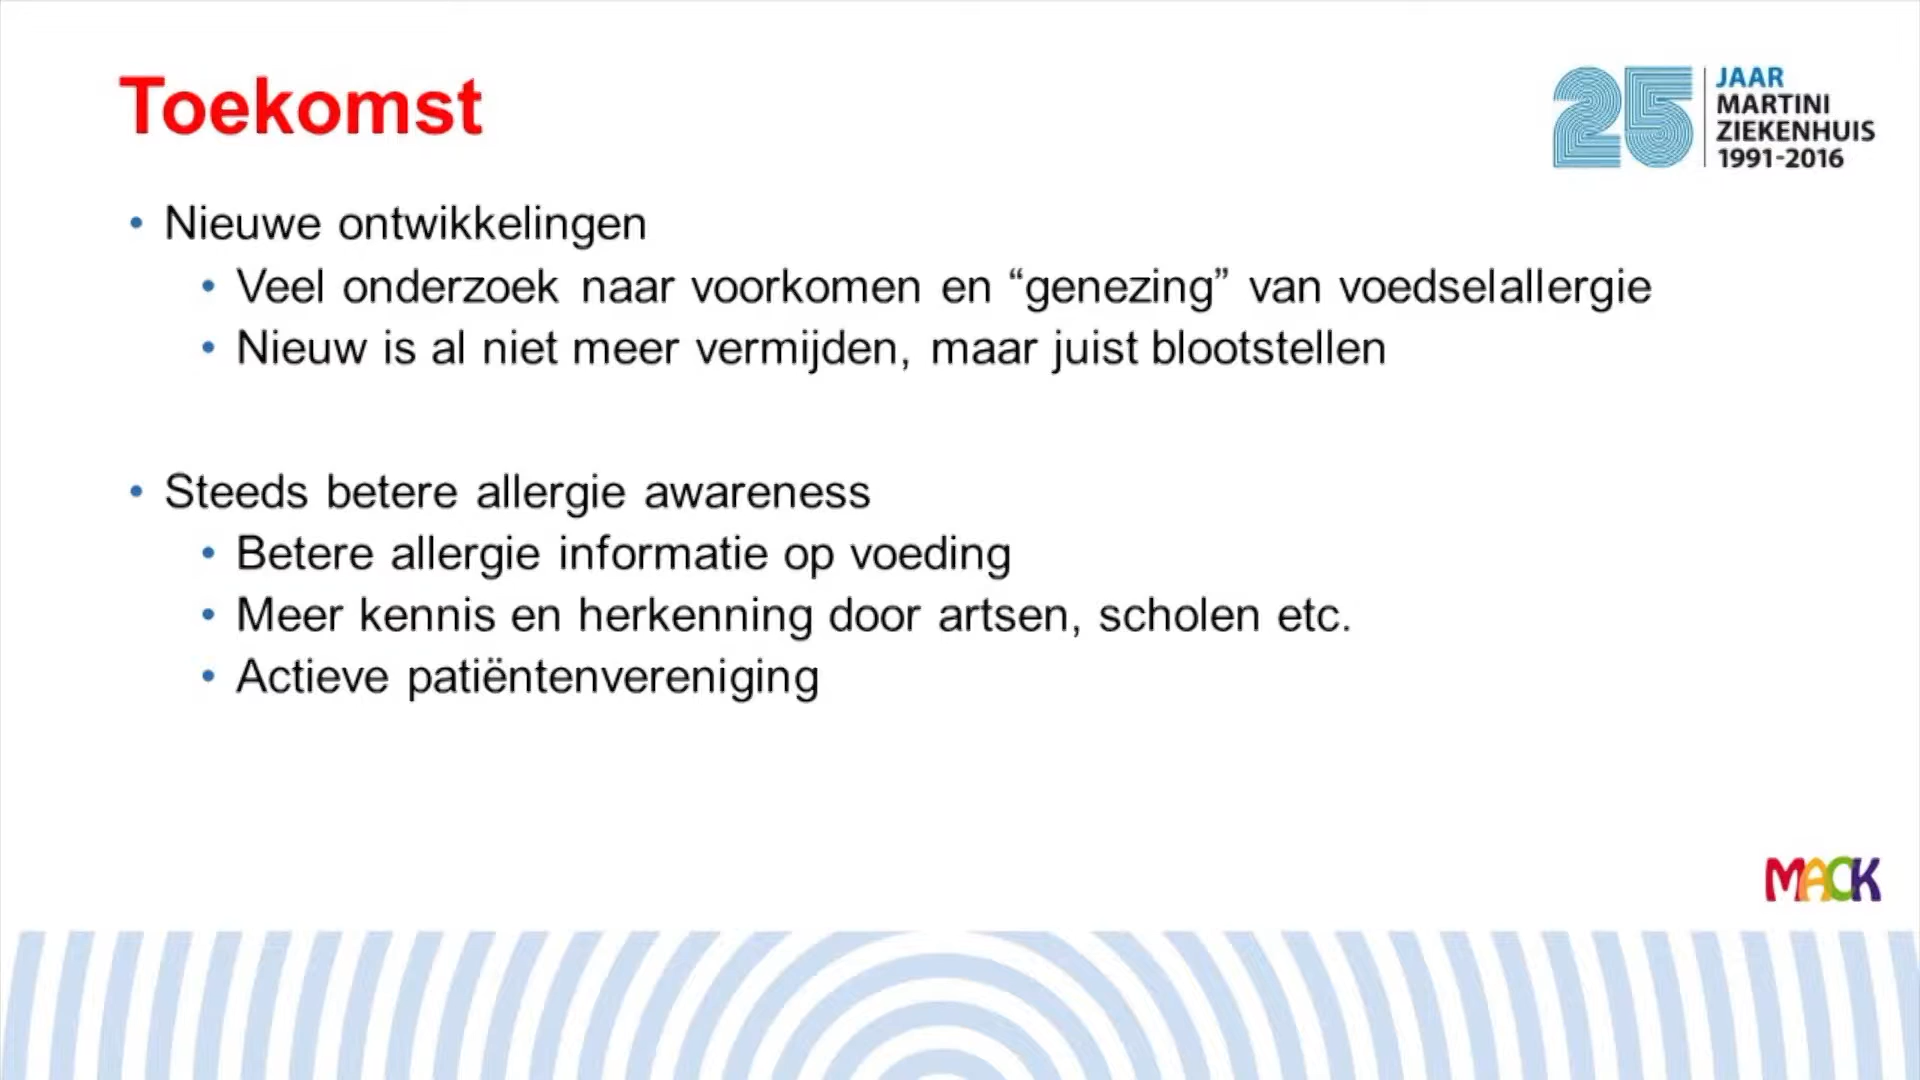 Toekomst
25
JAAR
MARTINI
ZIEKENHUIS
1991-2016
• Nieuwe ontwikkelingen
• Veel onderzoek naar voorkomen en “genezing” van voedselallergie
• Nieuw is al niet meer vermijden, maar juist blootstellen
• Steeds betere allergie awareness
• Betere allergie informatie op voeding
• Meer kennis en herkenning door artsen, scholen etc.
• Actieve patiëntenvereniging
MACK